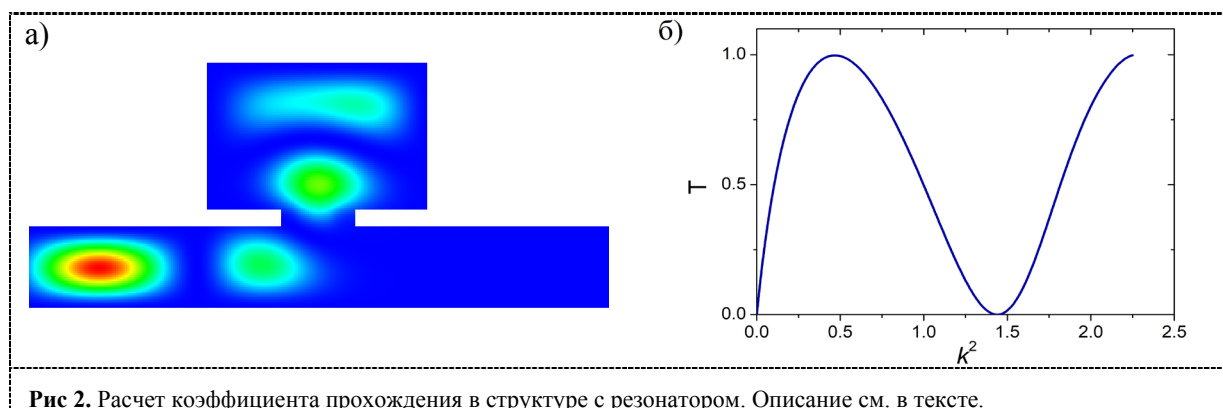 а)
б)
1.0
0.5
0.0
T
0.0 0.5 1.0 1.5 2.0 2.5
k²
Рис 2. Расчет коэффициента прохождения в структуре с резонатором. Описание см. в тексте.